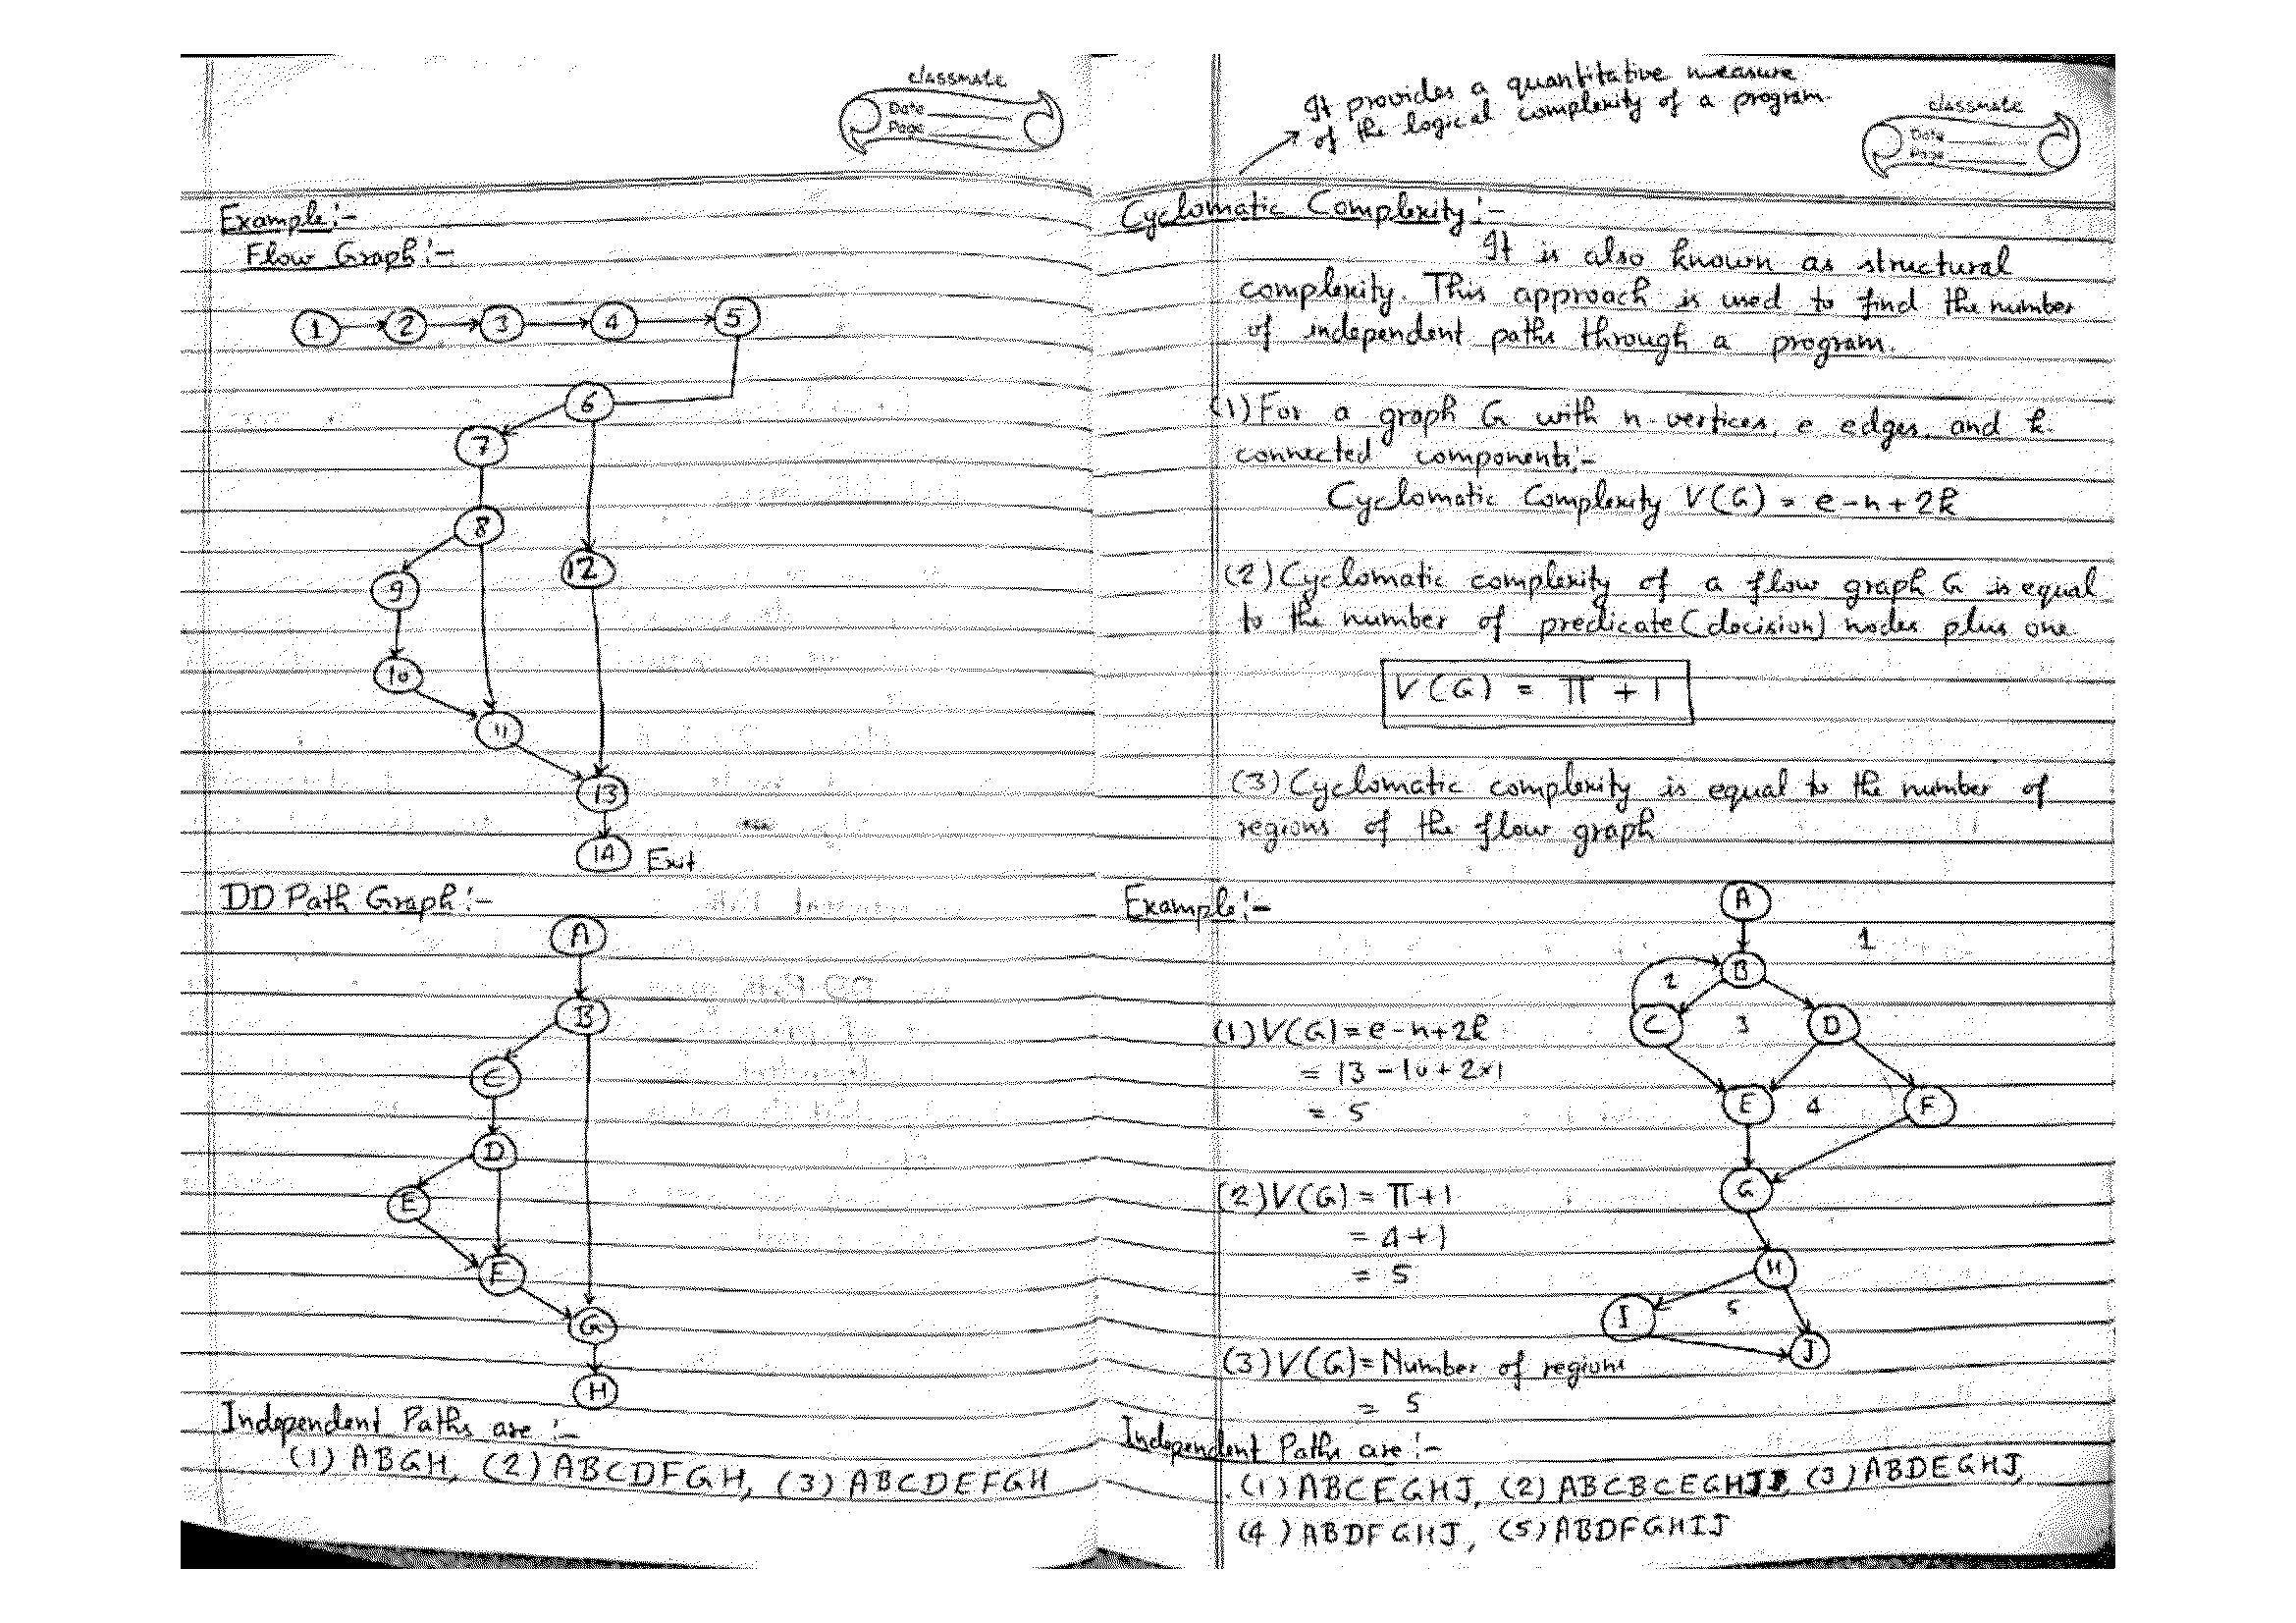 classmate
Date
Page
Example:-
Flow Graph:-
1 2 3 4 5
6
7
8
12
9
10
11
13
14 Exit
DD Path Graph:-
A
B
C
D
E
F
G
H
Independent Paths are :-
(1) ABGH, (2) ABCDFGH, (3) ABCDEFGH
It provides a quantitative measure
of the logical complexity of a program.
classmate
Date
Page
Cyclomatic Complexity:-
It is also known as structural
complexity. This approach is used to find the number
of independent paths through a program.
(1) For a graph G with n vertices, e edges, and k
connected components:-
Cyclomatic Complexity V(G) = e-n+2k
(2) Cyclomatic complexity of a flow graph G is equal
to the number of predicate (decision) nodes plus one.
V(G) = π + 1
(3) Cyclomatic complexity is equal to the number of
regions of the flow graph
Example:-
A
1
B
2
C 3 D
E 4 F
G
H
I 5
J
(1) V(G) = e-n+2k
= 13-10+2×1
= 5
(2) V(G) = π+1
= 4+1
= 5
(3) V(G) = Number of regions
= 5
Independent Paths are:-
(1) ABCEGHJ, (2) ABCBCEGHIJ, (3) ABDEGHJ,
(4) ABDFGHJ, (5) ABDFGHIJ